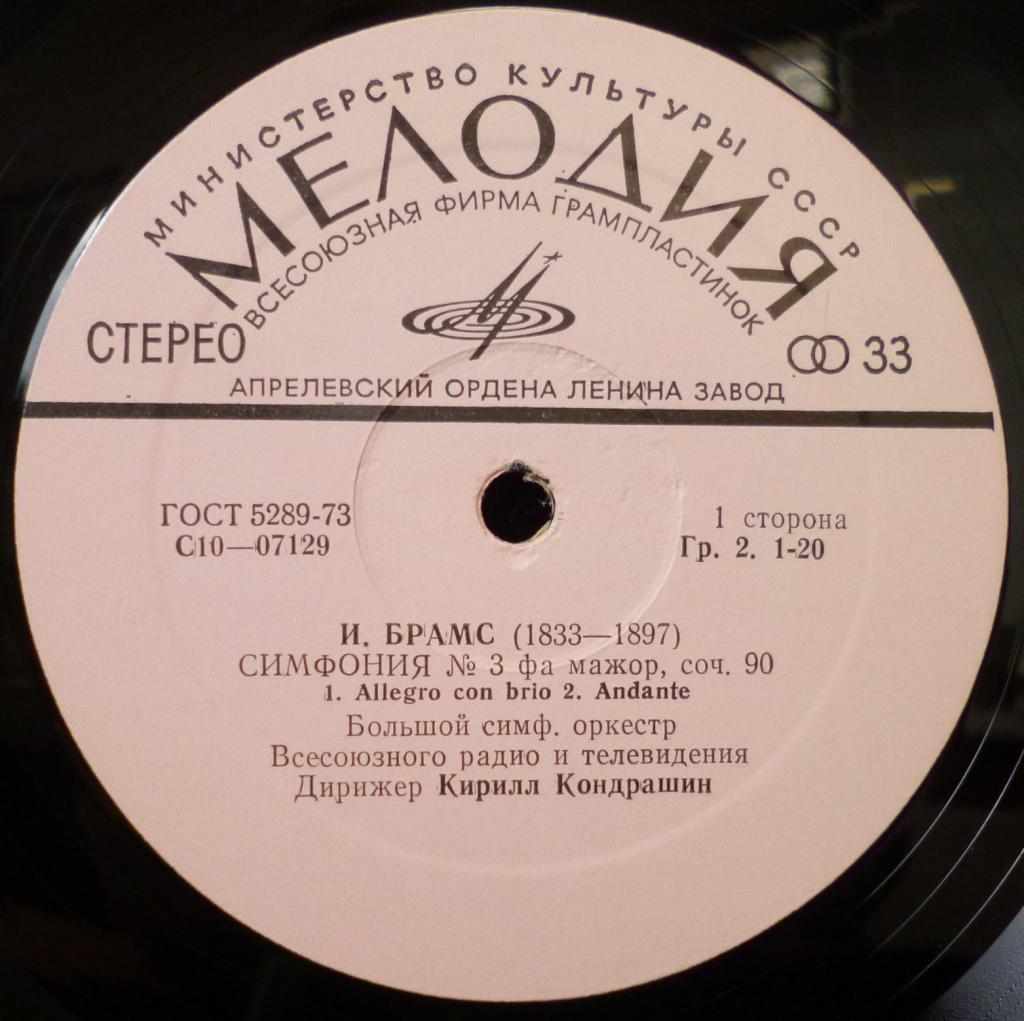 МИНИСТЕРСТВО КУЛЬТУРЫ СССР
МЕЛОДИЯ
ВСЕСОЮЗНАЯ ФИРМА ГРАМПЛАСТИНОК
СТЕРЕО
33
АПРЕЛЕВСКИЙ ОРДЕНА ЛЕНИНА ЗАВОД
ГОСТ 5289-73
С10—07129
1 сторона
Гр. 2. 1-20
И. БРАМС (1833—1897)
СИМФОНИЯ № 3 фа мажор, соч. 90
1. Allegro con brio 2. Andante
Большой симф. оркестр
Всесоюзного радио и телевидения
Дирижер Кирилл Кондрашин